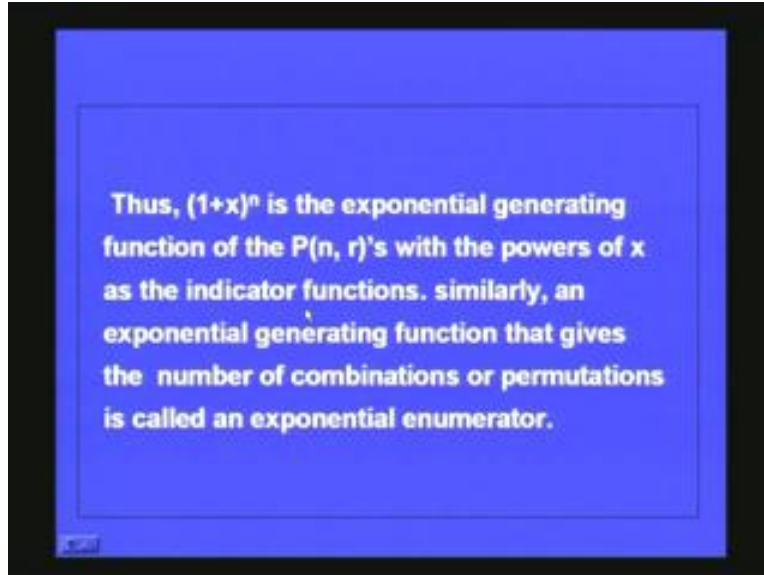 Thus, (1+x)ⁿ is the exponential generating
function of the P(n, r)'s with the powers of x
as the indicator functions. similarly, an
exponential generating function that gives
the number of combinations or permutations
is called an exponential enumerator.